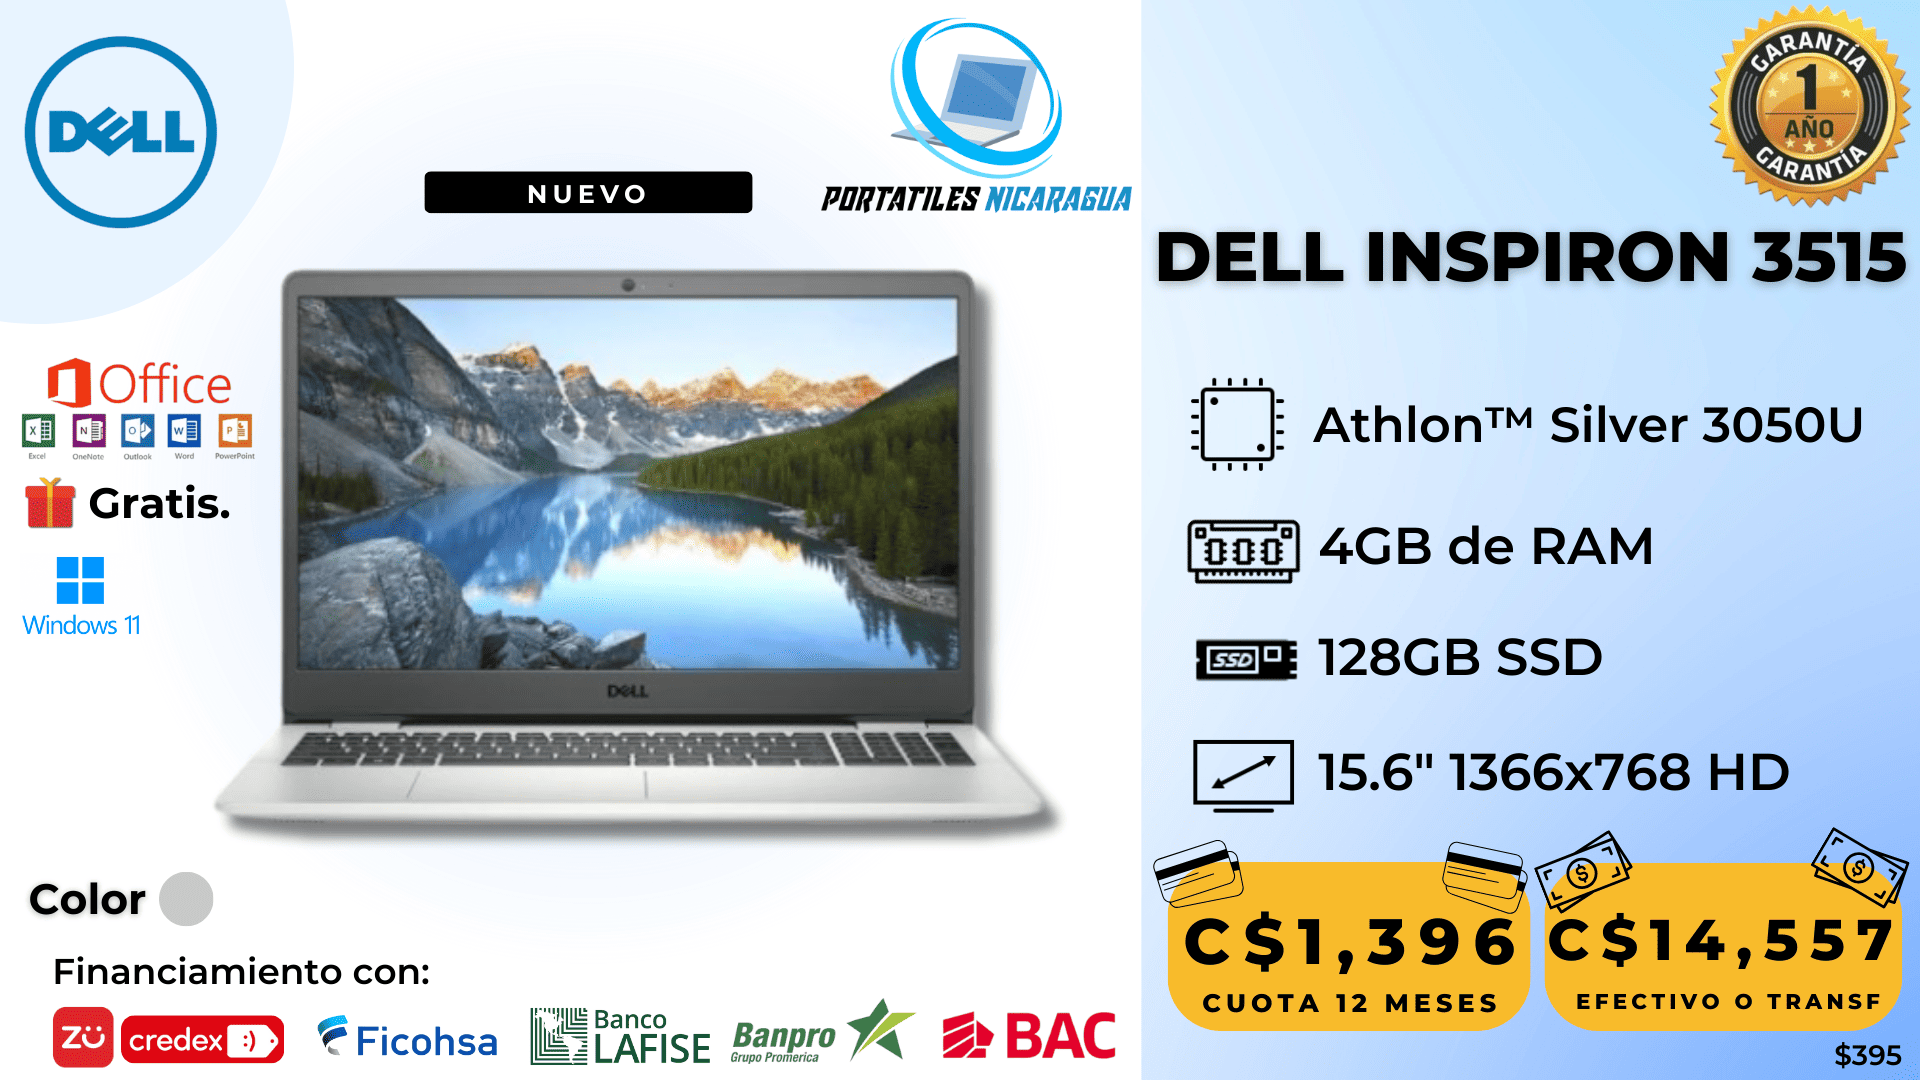 DELL
NUEVO
PORTATILES NICARAGUA
GARANTÍA
1
AÑO
GARANTÍA
DELL INSPIRON 3515
Office
Excel OneNote Outlook Word PowerPoint
Gratis.
Windows 11
DELL
Athlon™ Silver 3050U
4GB de RAM
SSD
128GB SSD
15.6" 1366x768 HD
Color
Financiamiento con:
zü credex :)
Ficohsa
Banco
LAFISE
Banpro
Grupo Promerica
BAC
C$1,396
CUOTA 12 MESES
C$14,557
EFECTIVO O TRANSF
$395